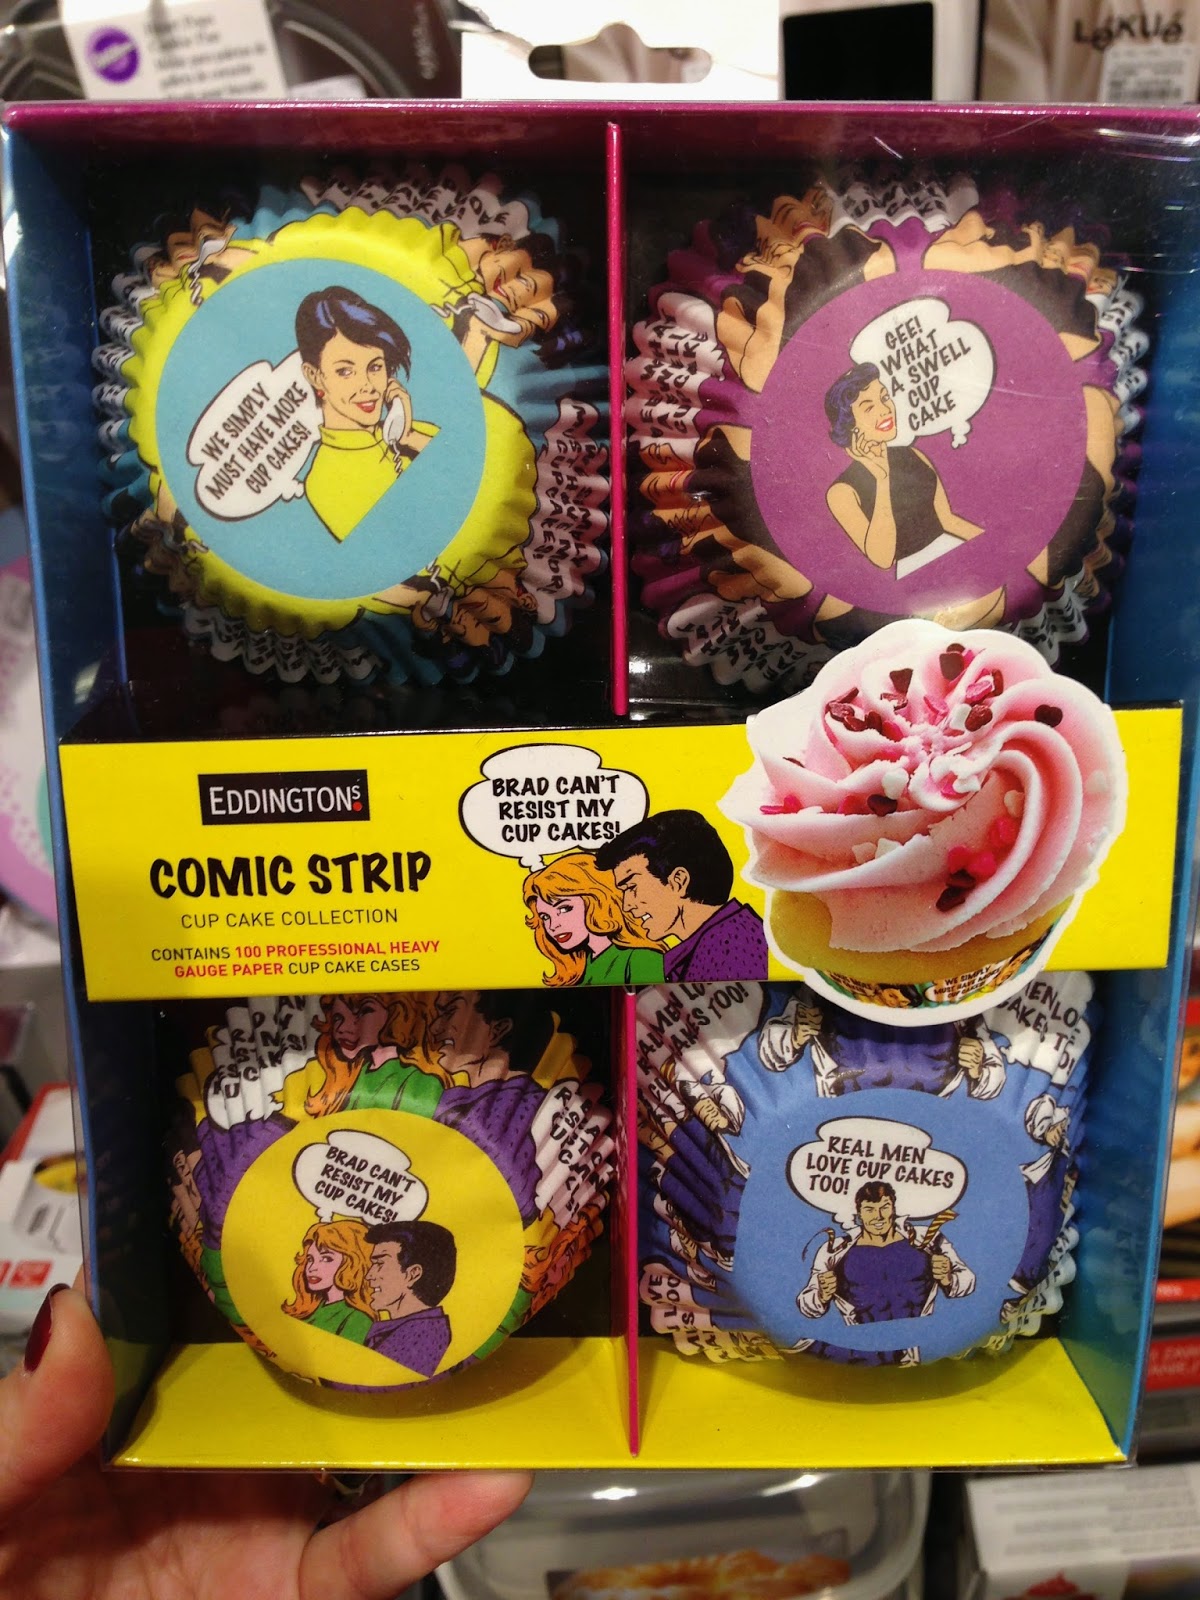 LéKUé
WE SIMPLY
MUST HAVE MORE
CUP CAKES!
GEE!
WHAT
A SWELL
CUP
CAKE
EDDINGTONS
COMIC STRIP
CUP CAKE COLLECTION
CONTAINS 100 PROFESSIONAL HEAVY
GAUGE PAPER CUP CAKE CASES
BRAD CAN'T
RESIST MY
CUP CAKES!
BRAD CAN'T
RESIST MY
CUP CAKES!
REAL MEN
LOVE CUP CAKES
TOO!